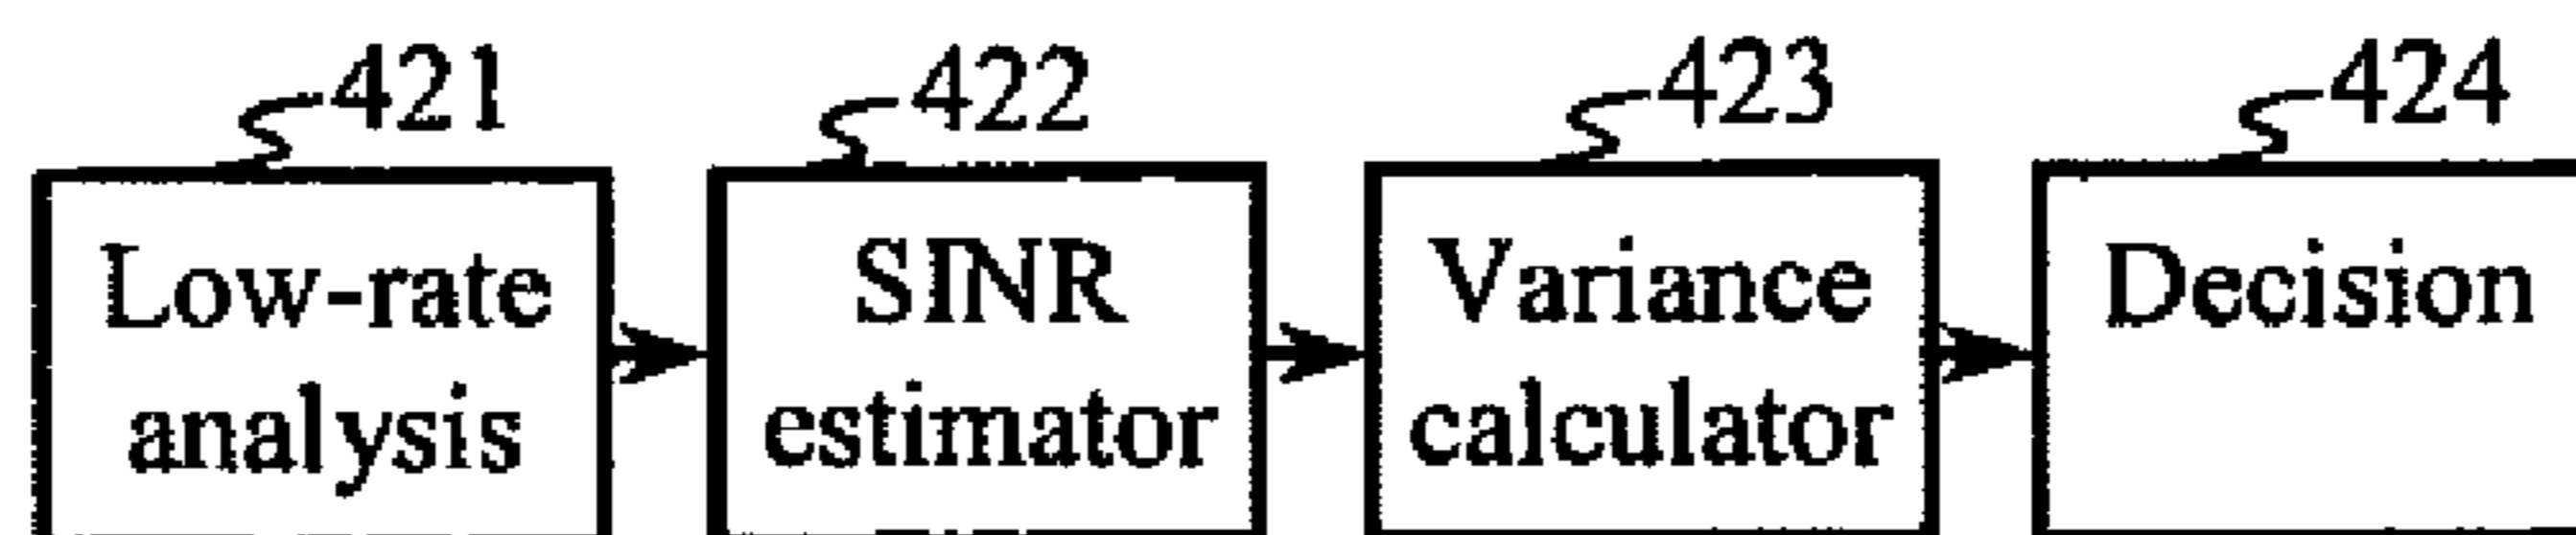 421
422
423
424
Low-rate
analysis
SINR
estimator
Variance
calculator
Decision